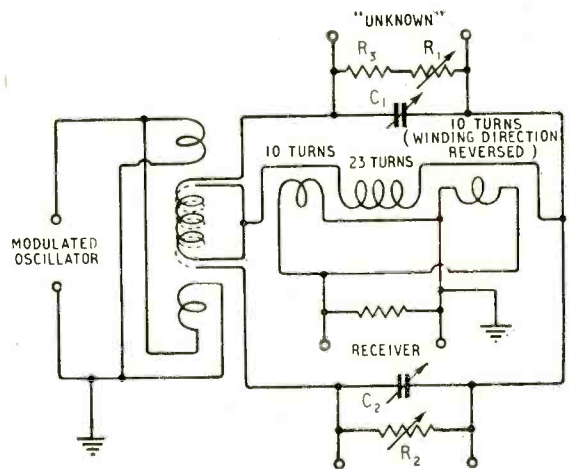 "UNKNOWN"
R3 R1
C1
10 TURNS
(WINDING DIRECTION
REVERSED)
10 TURNS
23 TURNS
MODULATED
OSCILLATOR
RECEIVER
C2
R2